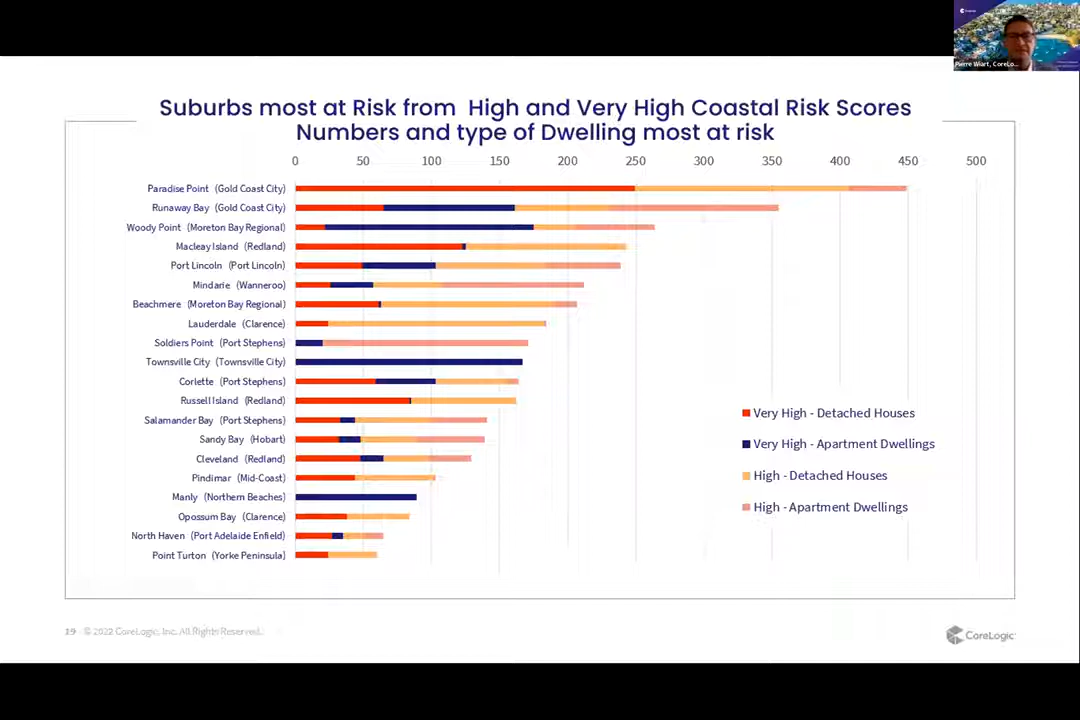 Pierre Wiart, CoreLo...
Suburbs most at Risk from High and Very High Coastal Risk Scores
Numbers and type of Dwelling most at risk
0 50 100 150 200 250 300 350 400 450 500
Paradise Point (Gold Coast City)
Runaway Bay (Gold Coast City)
Woody Point (Moreton Bay Regional)
Macleay Island (Redland)
Port Lincoln (Port Lincoln)
Mindarie (Wanneroo)
Beachmere (Moreton Bay Regional)
Lauderdale (Clarence)
Soldiers Point (Port Stephens)
Townsville City (Townsville City)
Corlette (Port Stephens)
Russell Island (Redland)
Salamander Bay (Port Stephens)
Sandy Bay (Hobart)
Cleveland (Redland)
Pindimar (Mid-Coast)
Manly (Northern Beaches)
Opossum Bay (Clarence)
North Haven (Port Adelaide Enfield)
Point Turton (Yorke Peninsula)
Very High - Detached Houses
Very High - Apartment Dwellings
High - Detached Houses
High - Apartment Dwellings
19 © 2022 CoreLogic, Inc. All Rights Reserved.
CoreLogic